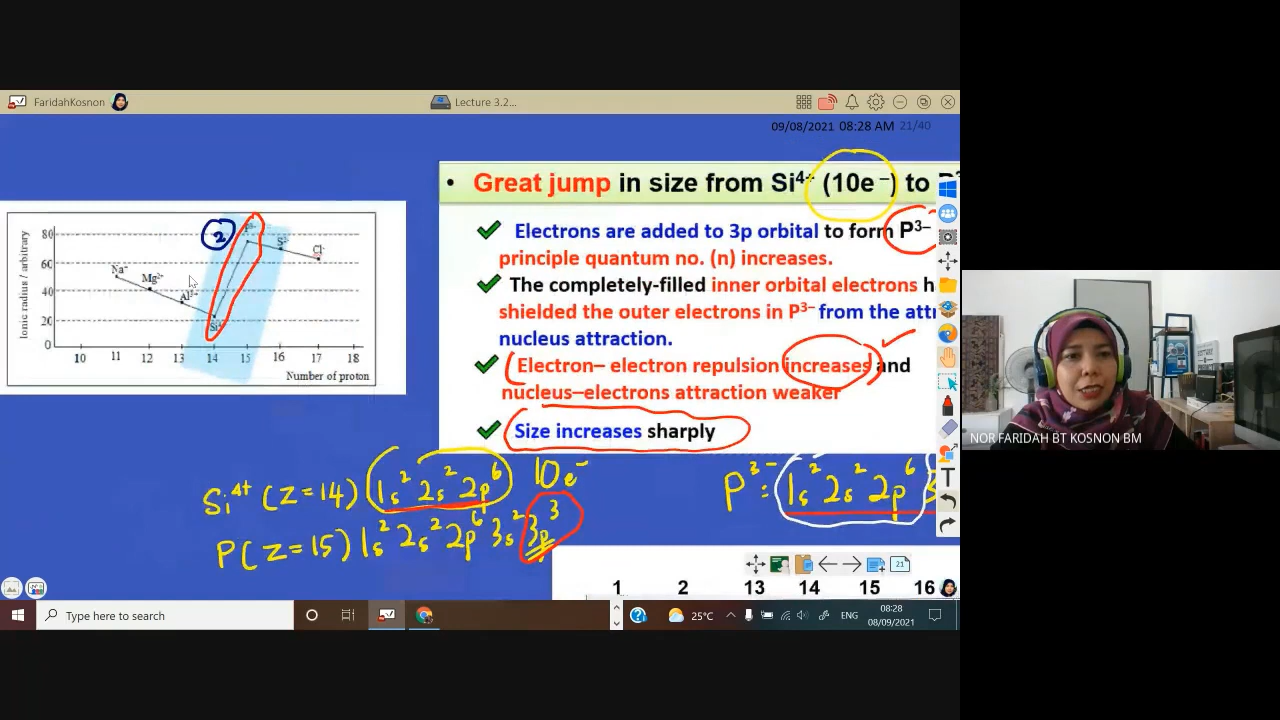 FaridahKosnon
Lecture 3.2...
09/08/2021 08:28 AM 21/40
• Great jump in size from Si⁴⁺ (10e⁻) to P
Electrons are added to 3p orbital to form P³⁻
principle quantum no. (n) increases.
The completely-filled inner orbital electrons h
shielded the outer electrons in P³⁻ from the attr
nucleus attraction.
Electron– electron repulsion increases and
nucleus–electrons attraction weaker
Size increases sharply
Ionic radius / arbitrary
80
60
40
20
0
2
Na⁺
Mg²⁺
Al³⁺
Si⁴⁺
P³⁻
S²⁻
Cl⁻
10 11 12 13 14 15 16 17 18
Number of proton
Si⁴⁺ (Z=14) 1s² 2s² 2p⁶ 10e⁻
P (Z=15) 1s² 2s² 2p⁶ 3s² 3p³
P³⁻: 1s² 2s² 2p⁶ 3
T
21
1 2 13 14 15 16
NOR FARIDAH BT KOSNON BM
Type here to search
25°C
ENG
08:28
08/09/2021